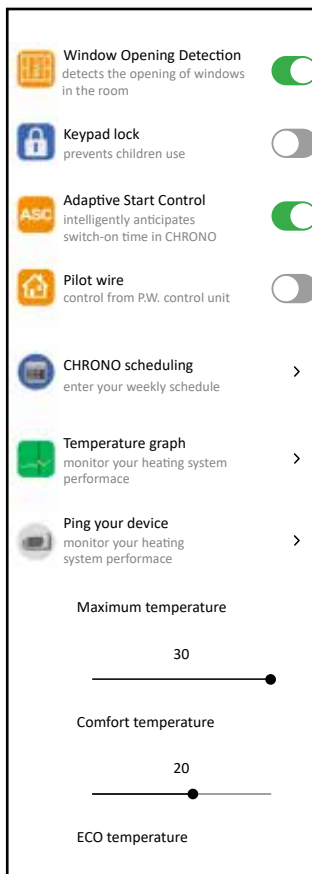 Window Opening Detection
detects the opening of windows
in the room
Keypad lock
prevents children use
ASC
Adaptive Start Control
intelligently anticipates
switch-on time in CHRONO
Pilot wire
control from P.W. control unit
CHRONO scheduling
enter your weekly schedule
Temperature graph
monitor your heating system
performace
Ping your device
monitor your heating
system performace
Maximum temperature
30
Comfort temperature
20
ECO temperature